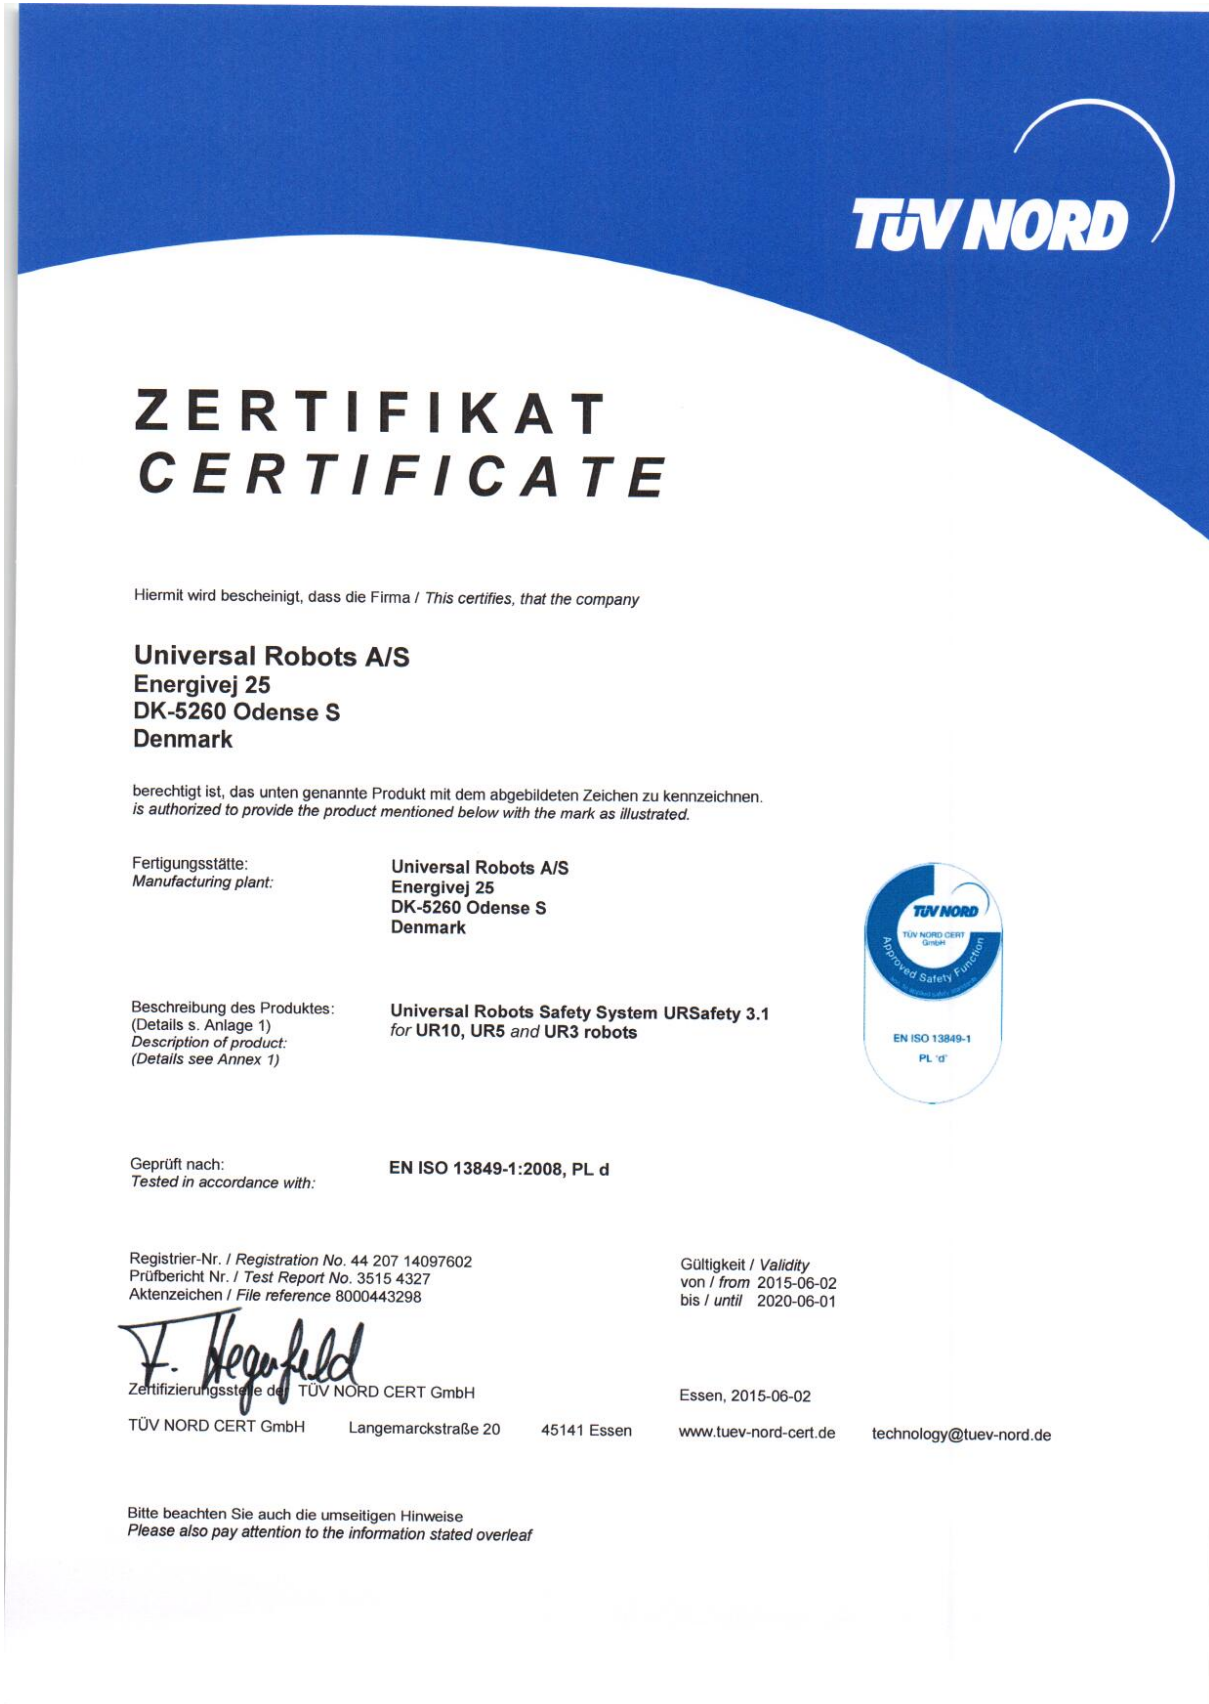 TÜV NORD
ZERTIFIKAT
CERTIFICATE
Hiermit wird bescheinigt, dass die Firma / This certifies, that the company
Universal Robots A/S
Energivej 25
DK-5260 Odense S
Denmark
berechtigt ist, das unten genannte Produkt mit dem abgebildeten Zeichen zu kennzeichnen.
is authorized to provide the product mentioned below with the mark as illustrated.
Fertigungsstätte:
Manufacturing plant:
Universal Robots A/S
Energivej 25
DK-5260 Odense S
Denmark
TÜV NORD
TÜV NORD CERT
GmbH
Approved Safety Function
EN ISO 13849-1
PL 'd'
Beschreibung des Produktes:
(Details s. Anlage 1)
Description of product:
(Details see Annex 1)
Universal Robots Safety System URSafety 3.1
for UR10, UR5 and UR3 robots
Geprüft nach:
Tested in accordance with:
EN ISO 13849-1:2008, PL d
Registrier-Nr. / Registration No. 44 207 14097602
Prüfbericht Nr. / Test Report No. 3515 4327
Aktenzeichen / File reference 8000443298
Gültigkeit / Validity
von / from 2015-06-02
bis / until 2020-06-01
F. Hegerfeld
Zertifizierungsstelle der TÜV NORD CERT GmbH
Essen, 2015-06-02
TÜV NORD CERT GmbH Langemarckstraße 20 45141 Essen www.tuev-nord-cert.de technology@tuev-nord.de
Bitte beachten Sie auch die umseitigen Hinweise
Please also pay attention to the information stated overleaf